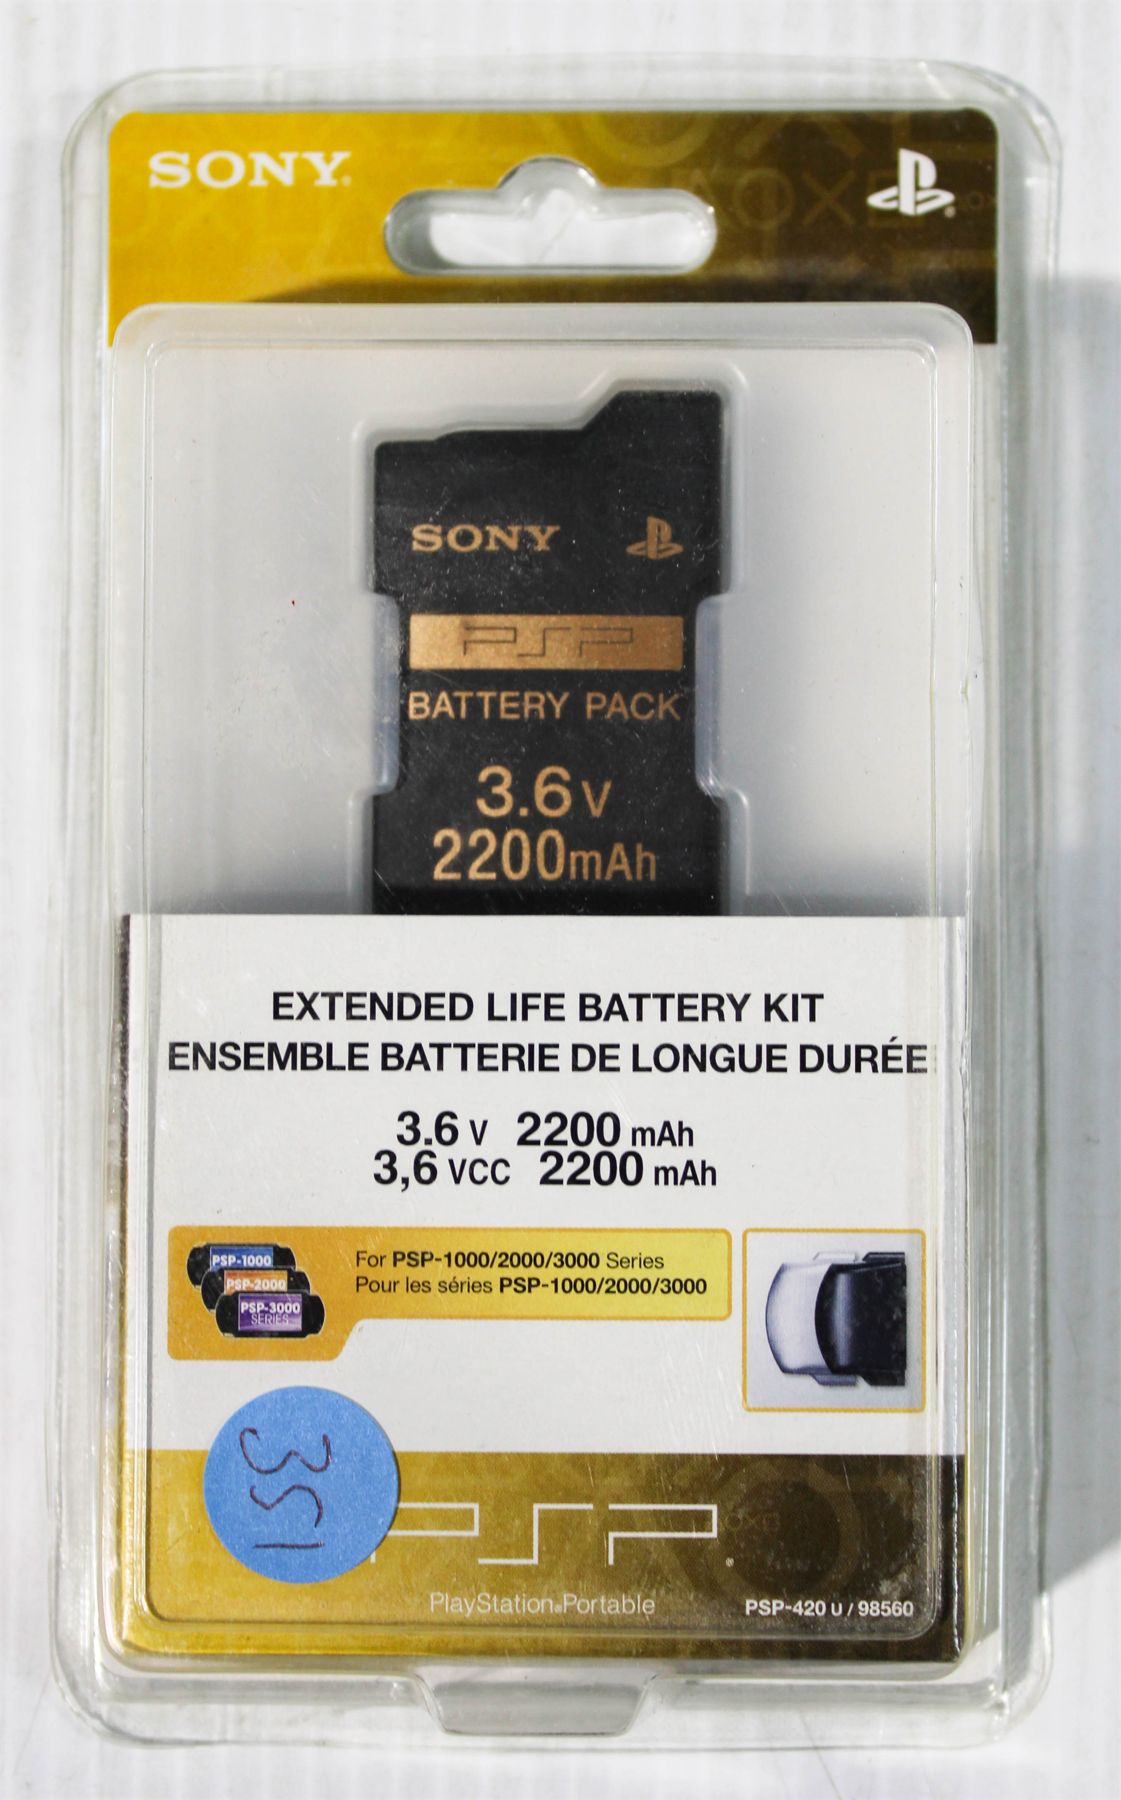 SONY
SONY
PSP
BATTERY PACK
3.6 V
2200mAh
EXTENDED LIFE BATTERY KIT
ENSEMBLE BATTERIE DE LONGUE DURÉE
3.6 V 2200 mAh
3,6 VCC 2200 mAh
PSP-1000
PSP-2000
PSP-3000
SERIES
For PSP-1000/2000/3000 Series
Pour les séries PSP-1000/2000/3000
351
PSP
PlayStation®Portable
PSP-420 U / 98560